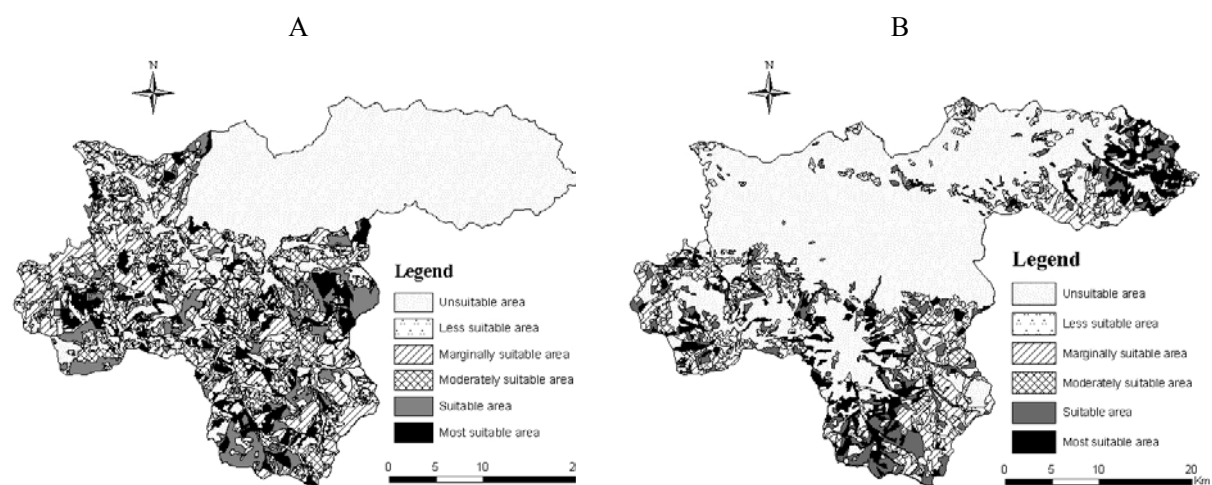 A
N
Legend
Unsuitable area
Less suitable area
Marginally suitable area
Moderately suitable area
Suitable area
Most suitable area
0 5 10 20
B
N
Legend
Unsuitable area
Less suitable area
Marginally suitable area
Moderately suitable area
Suitable area
Most suitable area
0 5 10 20
Km